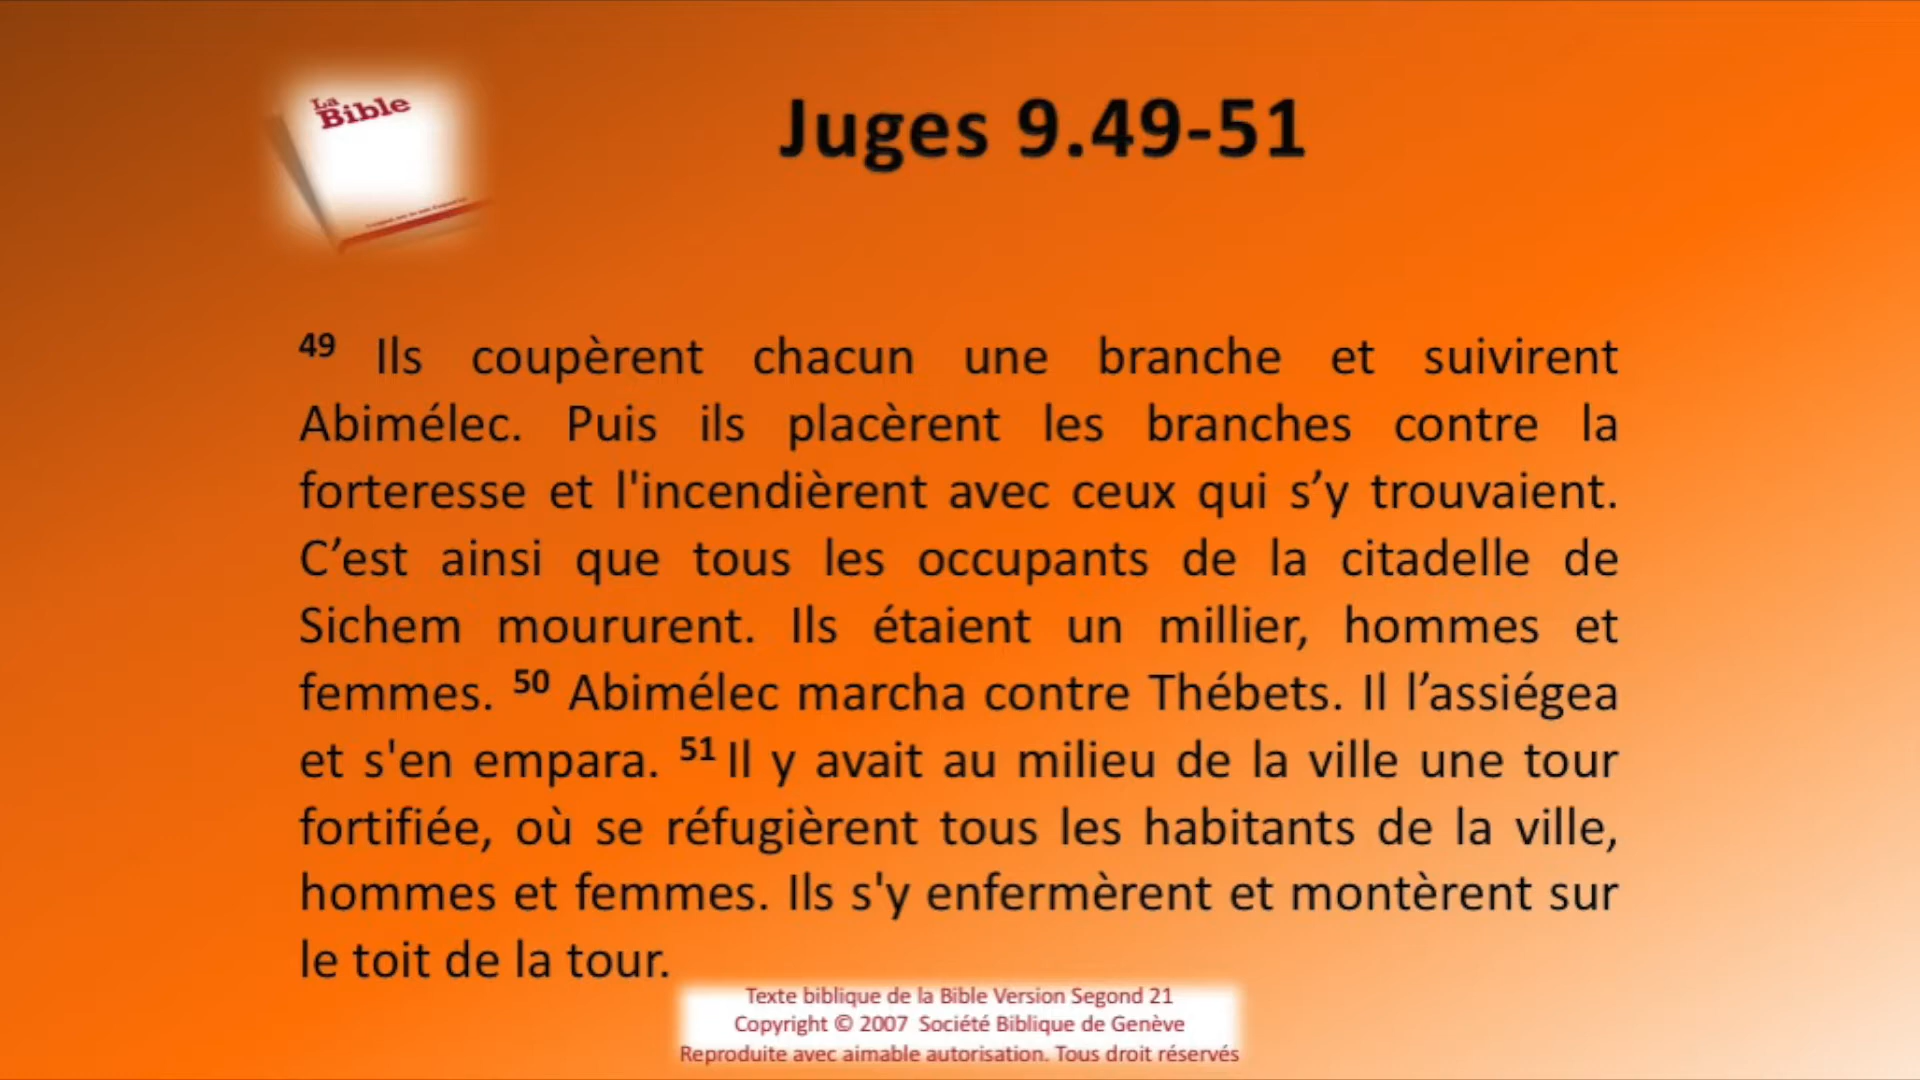 La
Bible
Juges 9.49-51
49 Ils coupèrent chacun une branche et suivirent
Abimélec. Puis ils placèrent les branches contre la
forteresse et l'incendièrent avec ceux qui s’y trouvaient.
C’est ainsi que tous les occupants de la citadelle de
Sichem moururent. Ils étaient un millier, hommes et
femmes. 50 Abimélec marcha contre Thébets. Il l’assiégea
et s'en empara. 51 Il y avait au milieu de la ville une tour
fortifiée, où se réfugièrent tous les habitants de la ville,
hommes et femmes. Ils s'y enfermèrent et montèrent sur
le toit de la tour.
Texte biblique de la Bible Version Segond 21
Copyright © 2007 Société Biblique de Genève
Reproduite avec aimable autorisation. Tous droit réservés